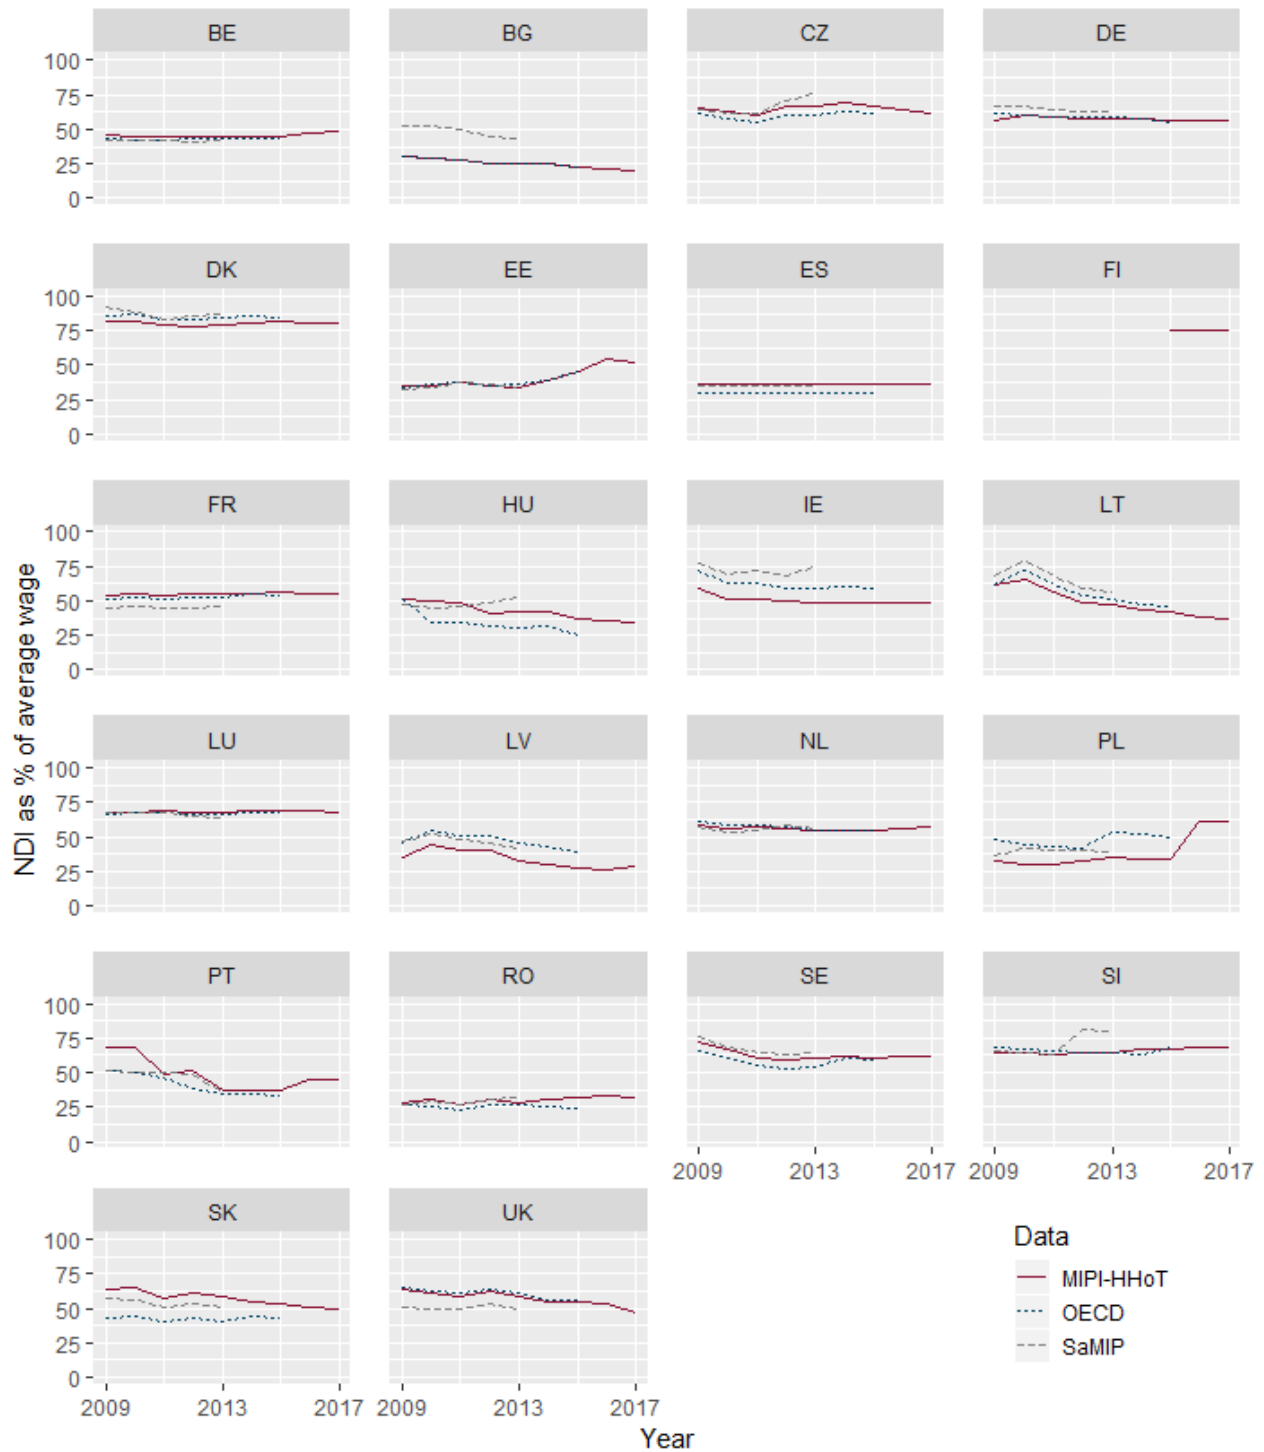 BE BG CZ DE
100
75
50
25
0
DK EE ES FI
100
75
50
25
0
FR HU IE LT
100
75
50
25
0
LU LV NL PL
100
75
50
25
0
PT RO SE SI
100
75
50
25
0
2009 2013 2017 2009 2013 2017
SK UK
100
75
50
25
0
2009 2013 2017 2009 2013 2017
Year
NDI as % of average wage
Data
MIPI-HHoT
OECD
SaMIP